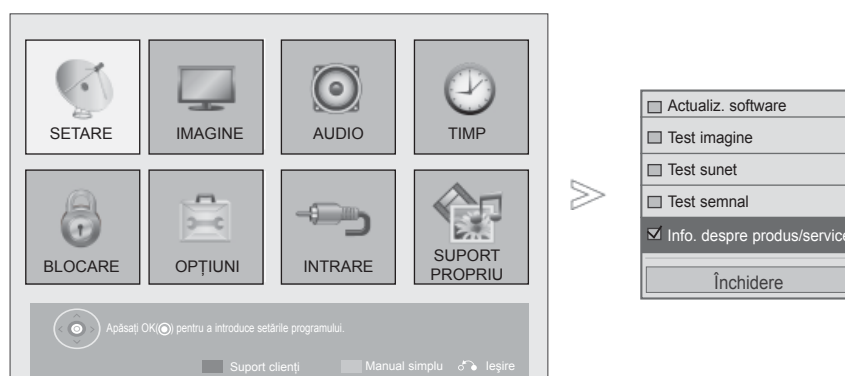 SETARE IMAGINE AUDIO TIMP
BLOCARE OPȚIUNI INTRARE SUPORT PROPRIU
Apăsați OK(◉) pentru a introduce setările programului.
Suport clienți Manual simplu Ieșire
Actualiz. software
Test imagine
Test sunet
Test semnal
Info. despre produs/service
Închidere